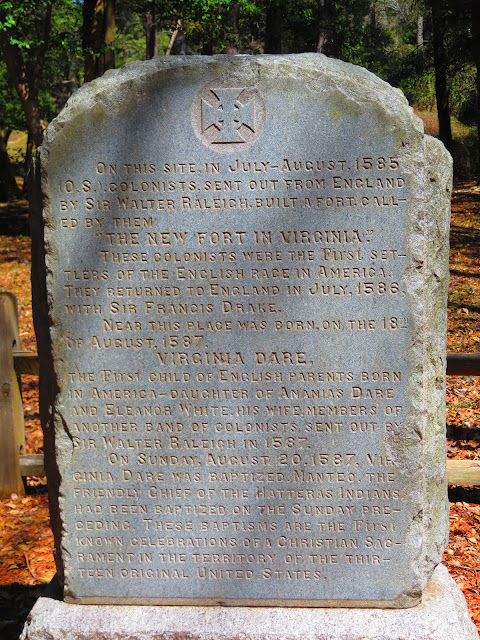 ON THIS SITE, IN JULY-AUGUST, 1585
(O.S.), COLONISTS, SENT OUT FROM ENGLAND
BY SIR WALTER RALEIGH, BUILT A FORT, CALL-
ED BY THEM
"THE NEW FORT IN VIRGINIA."
THESE COLONISTS WERE THE FIRST SET-
TLERS OF THE ENGLISH RACE IN AMERICA.
THEY RETURNED TO ENGLAND IN JULY, 1586,
WITH SIR FRANCIS DRAKE.
NEAR THIS PLACE WAS BORN, ON THE 18TH
OF AUGUST, 1587,
VIRGINIA DARE,
THE FIRST CHILD OF ENGLISH PARENTS BORN
IN AMERICA—DAUGHTER OF ANANIAS DARE
AND ELEANOR WHITE, HIS WIFE, MEMBERS OF
ANOTHER BAND OF COLONISTS, SENT OUT BY
SIR WALTER RALEIGH IN 1587.
ON SUNDAY, AUGUST 20, 1587, VIR-
GINIA DARE WAS BAPTIZED. MANTEO, THE
FRIENDLY CHIEF OF THE HATTERAS INDIANS,
HAD BEEN BAPTIZED ON THE SUNDAY PRE-
CEDING. THESE BAPTISMS ARE THE FIRST
KNOWN CELEBRATIONS OF A CHRISTIAN SAC-
RAMENT IN THE TERRITORY OF THE THIR-
TEEN ORIGINAL UNITED STATES.